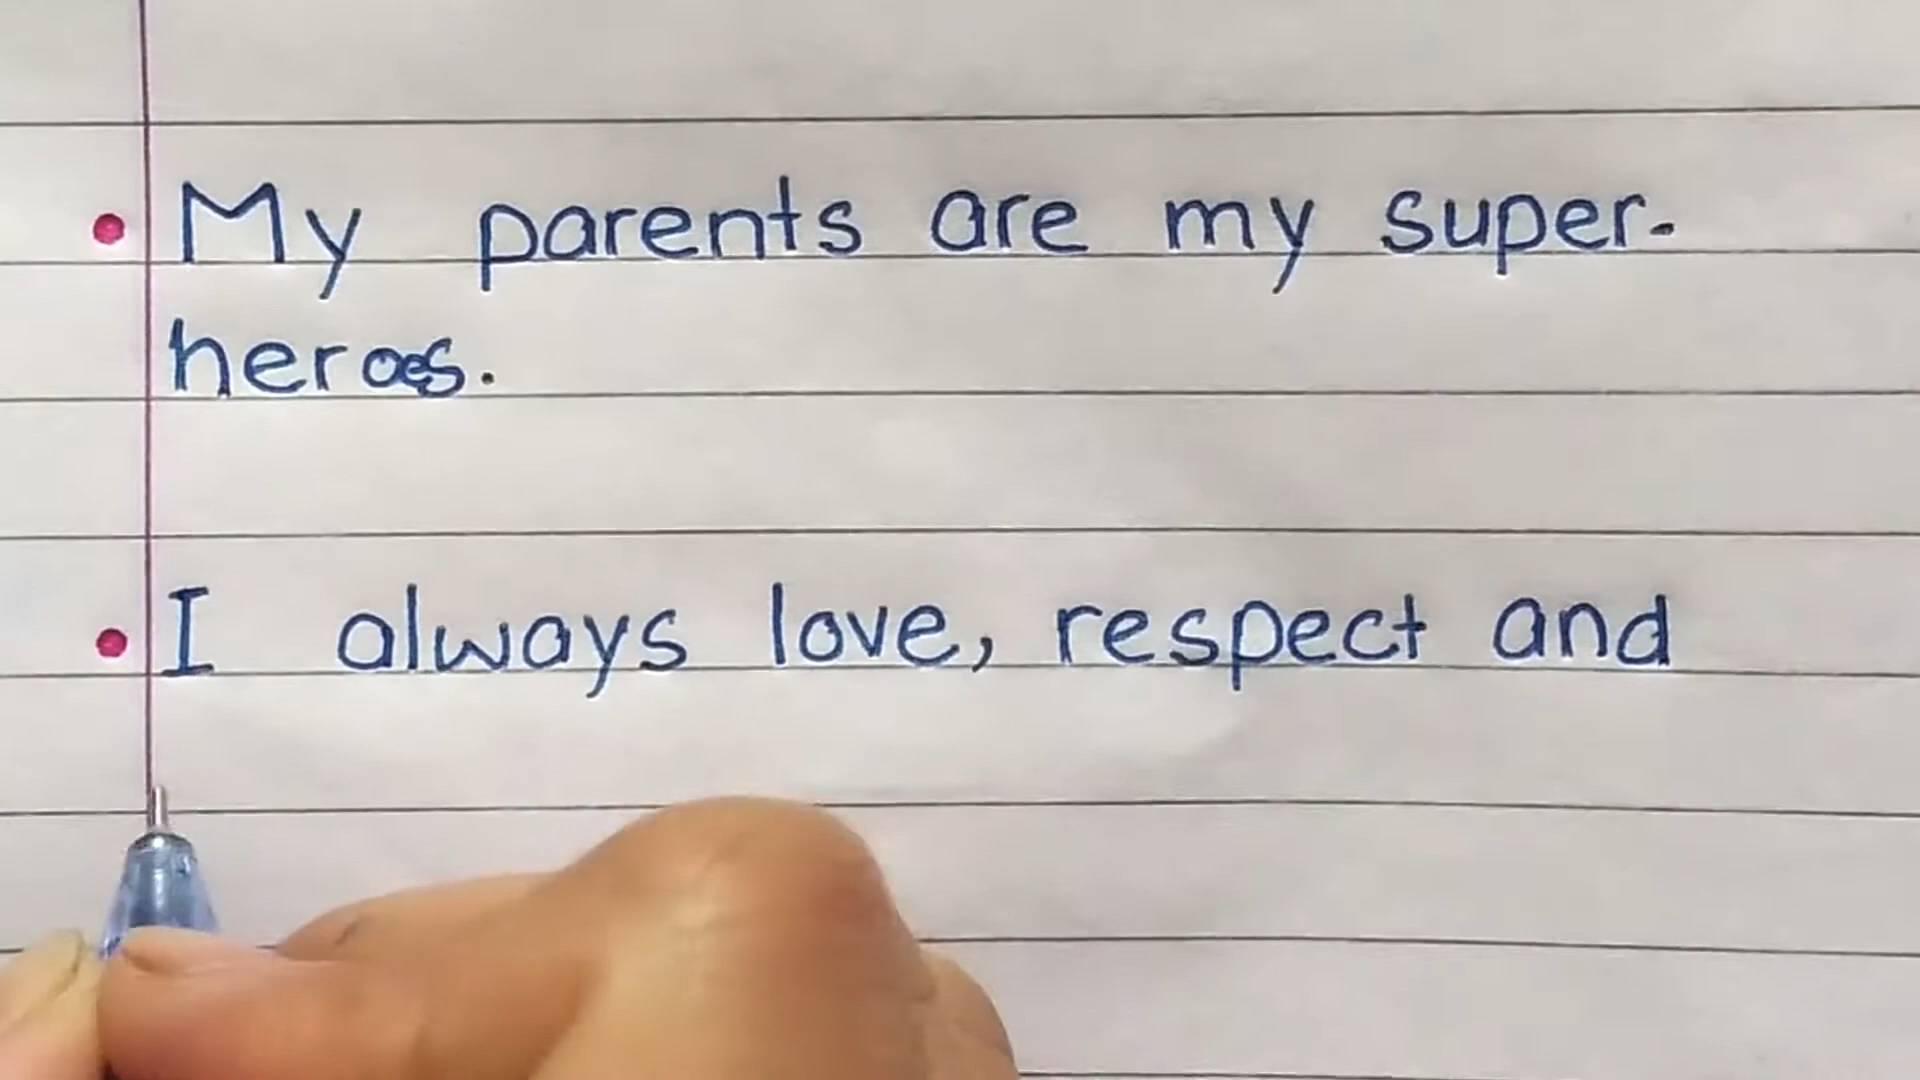 • My parents are my super-
heroes.
• I always love, respect and